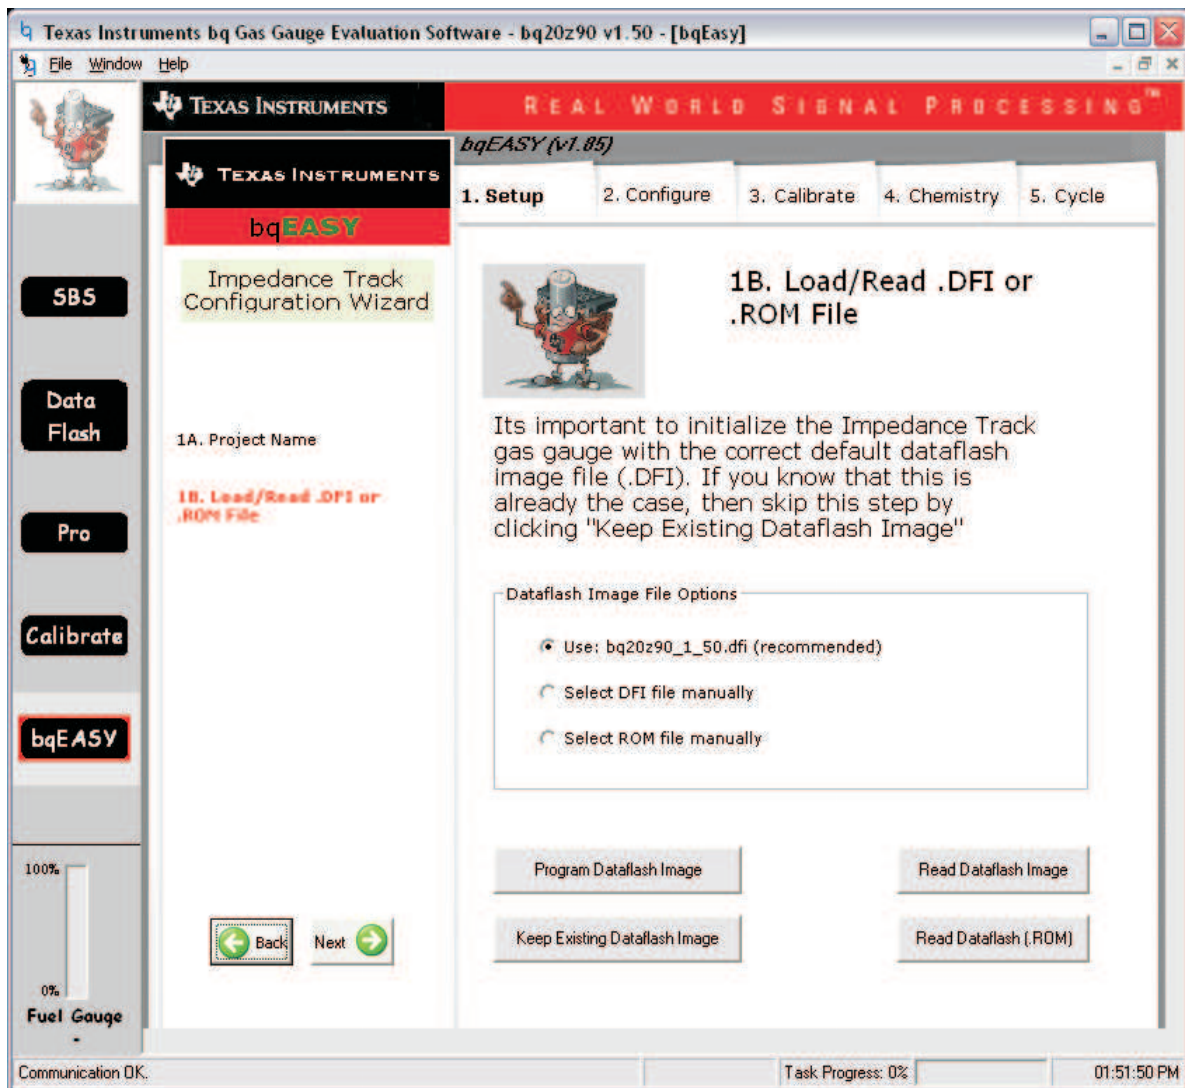 Texas Instruments bq Gas Gauge Evaluation Software - bq20z90 v1.50 - [bqEasy]
File Window Help
TEXAS INSTRUMENTS
REAL WORLD SIGNAL PROCESSING™
bqEASY (v1.85)
TEXAS INSTRUMENTS
bqEASY
1. Setup
2. Configure
3. Calibrate
4. Chemistry
5. Cycle
Impedance Track
Configuration Wizard
SBS
Data
Flash
Pro
Calibrate
bqEASY
1A. Project Name
1B. Load/Read .DFI or
.ROM File
1B. Load/Read .DFI or
.ROM File
Its important to initialize the Impedance Track
gas gauge with the correct default dataflash
image file (.DFI). If you know that this is
already the case, then skip this step by
clicking "Keep Existing Dataflash Image"
Dataflash Image File Options
Use: bq20z90_1_50.dfi (recommended)
Select DFI file manually
Select ROM file manually
Program Dataflash Image
Read Dataflash Image
Keep Existing Dataflash Image
Read Dataflash (.ROM)
Back
Next
100%
0%
Fuel Gauge
-
Communication OK.
Task Progress: 0%
01:51:50 PM